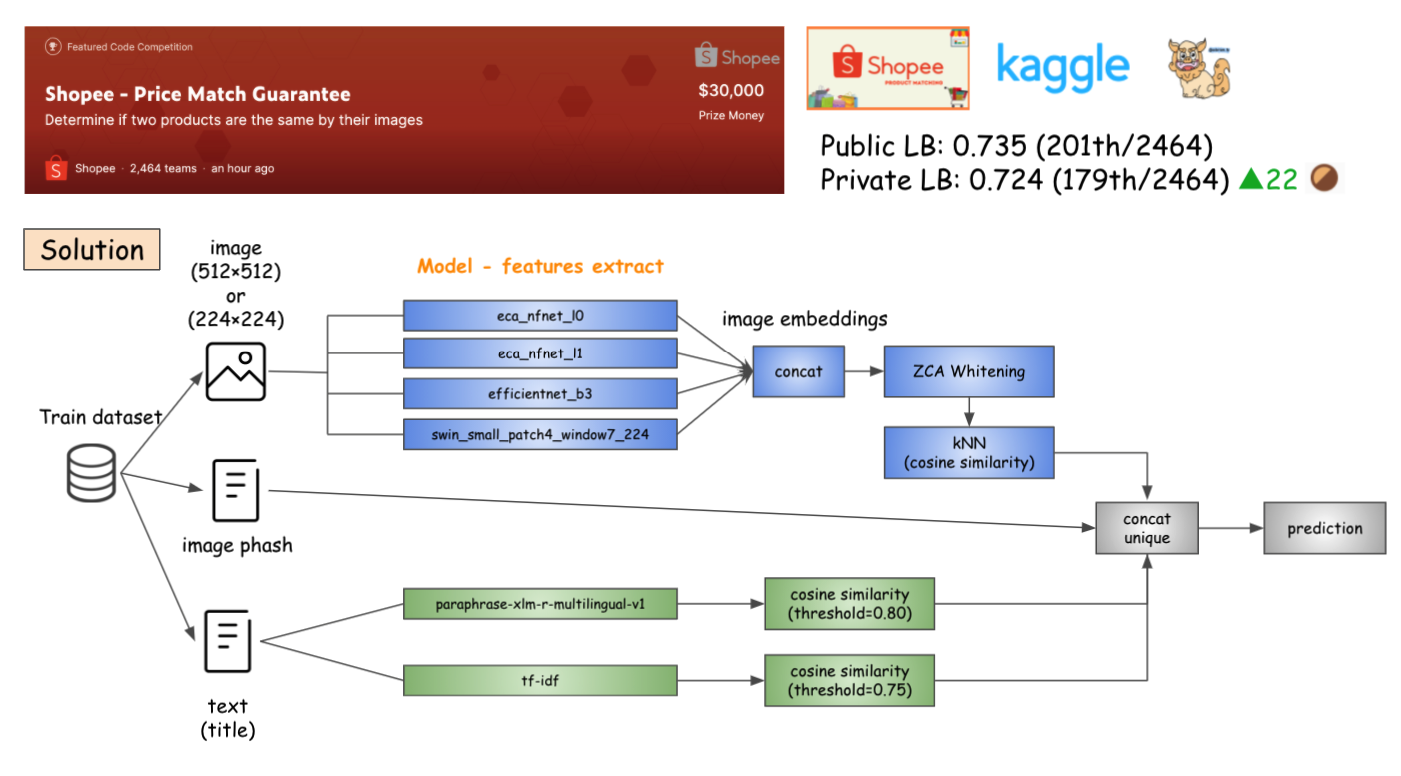 Featured Code Competition
Shopee - Price Match Guarantee
Determine if two products are the same by their images
Shopee · 2,464 teams · an hour ago
Shopee
$30,000
Prize Money
Shopee
PRODUCT MATCHING
kaggle
Public LB: 0.735 (201th/2464)
Private LB: 0.724 (179th/2464) ▲22
Solution
image
(512×512)
or
(224×224)
Model - features extract
eca_nfnet_l0
eca_nfnet_l1
efficientnet_b3
swin_small_patch4_window7_224
image embeddings
concat
ZCA Whitening
kNN
(cosine similarity)
Train dataset
image phash
concat
unique
prediction
paraphrase-xlm-r-multilingual-v1
cosine similarity
(threshold=0.80)
tf-idf
cosine similarity
(threshold=0.75)
text
(title)